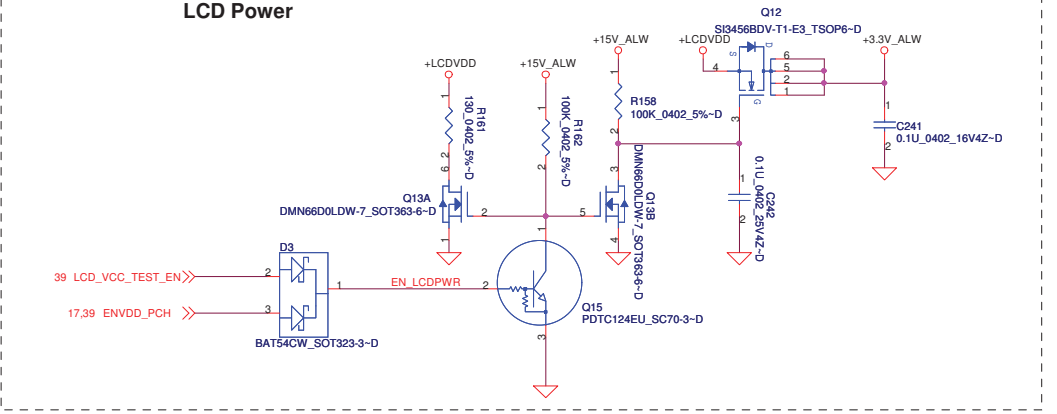 LCD Power
Q12
SI3456BDV-T1-E3_TSOP6~D
+15V_ALW
+LCDVDD
+3.3V_ALW
D
S
G
4
6
5
2
1
3
+LCDVDD
+15V_ALW
1
R161
130_0402_5%~D
2
1
R162
100K_0402_5%~D
2
1
R158
100K_0402_5%~D
2
1
C241
0.1U_0402_16V4Z~D
2
6
Q13A
DMN66D0LDW-7_SOT363-6~D
2
1
3
5
Q13B
DMN66D0LDW-7_SOT363-6~D
4
1
C242
0.1U_0402_25V4Z~D
2
D3
39 LCD_VCC_TEST_EN
2
1
EN_LCDPWR
2
1
17,39 ENVDD_PCH
3
BAT54CW_SOT323-3~D
Q15
PDTC124EU_SC70-3~D
3